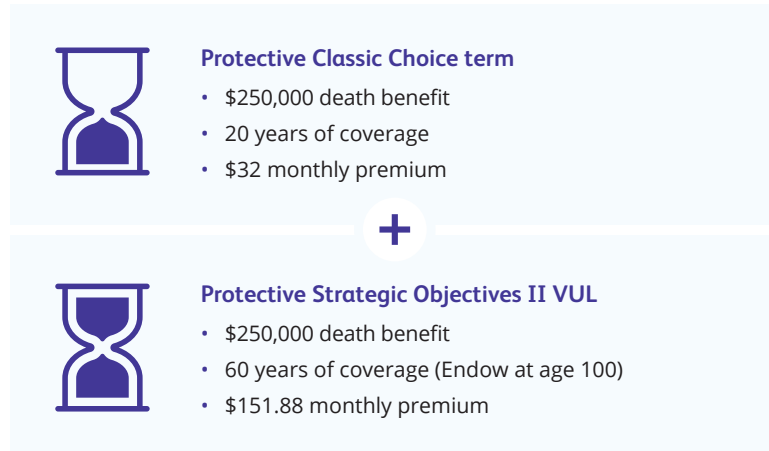 Protective Classic Choice term
• $250,000 death benefit
• 20 years of coverage
• $32 monthly premium
+
Protective Strategic Objectives II VUL
• $250,000 death benefit
• 60 years of coverage (Endow at age 100)
• $151.88 monthly premium